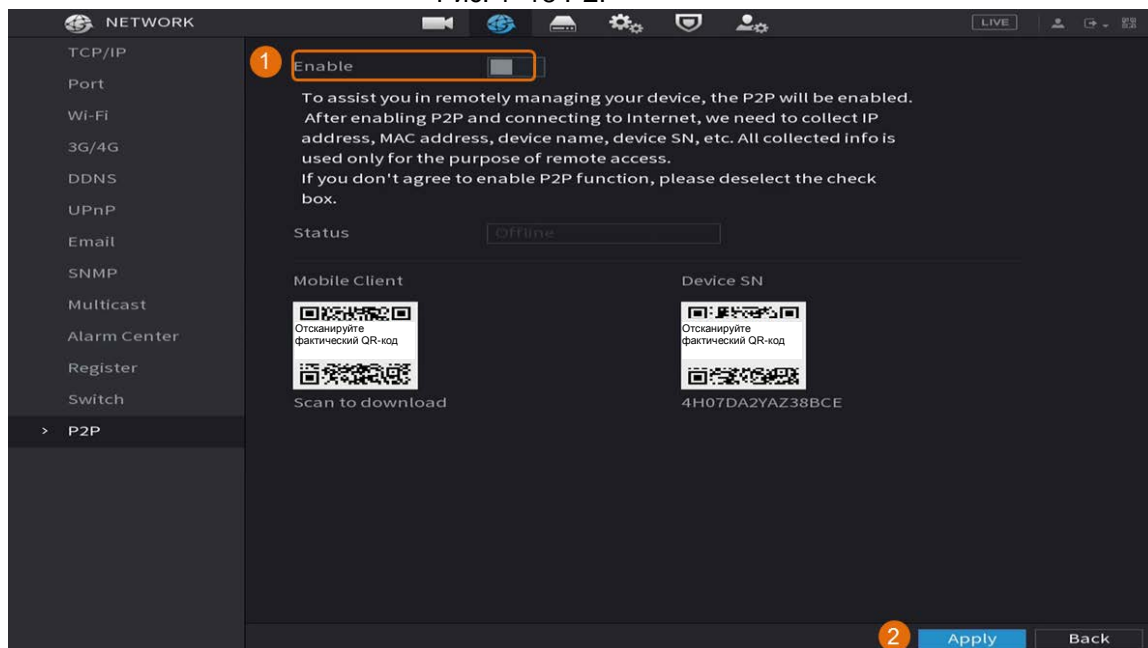 NETWORK
LIVE
TCP/IP
Port
Wi-Fi
3G/4G
DDNS
UPnP
Email
SNMP
Multicast
Alarm Center
Register
Switch
> P2P
1
Enable
To assist you in remotely managing your device, the P2P will be enabled.
After enabling P2P and connecting to Internet, we need to collect IP
address, MAC address, device name, device SN, etc. All collected info is
used only for the purpose of remote access.
If you don't agree to enable P2P function, please deselect the check
box.
Status
Offline
Mobile Client
Отсканируйте
фактический QR-код
Scan to download
Device SN
Отсканируйте
фактический QR-код
4H07DA2YAZ38BCE
2
Apply
Back